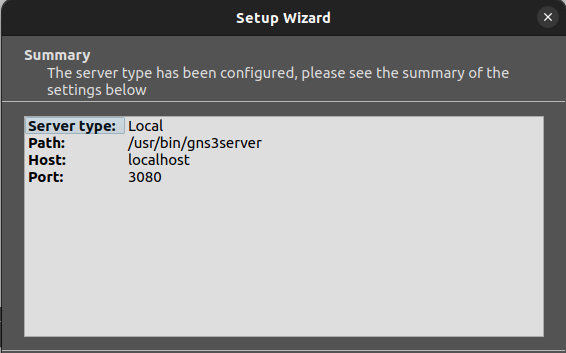 Setup Wizard
Summary
The server type has been configured, please see the summary of the
settings below
Server type: Local
Path: /usr/bin/gns3server
Host: localhost
Port: 3080